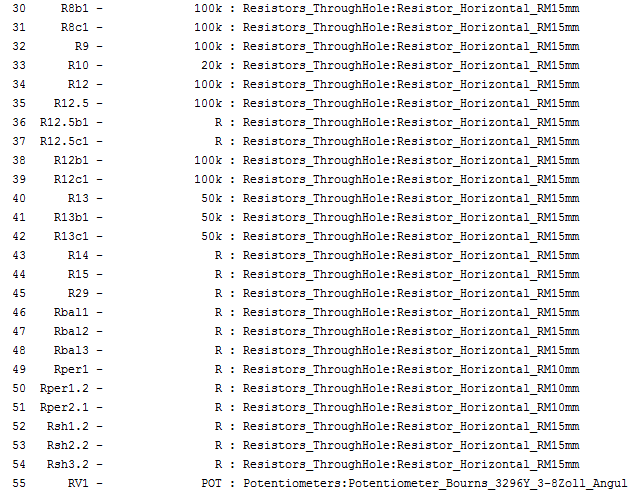 30 R8b1 - 100k : Resistors_ThroughHole:Resistor_Horizontal_RM15mm
31 R8c1 - 100k : Resistors_ThroughHole:Resistor_Horizontal_RM15mm
32 R9 - 100k : Resistors_ThroughHole:Resistor_Horizontal_RM15mm
33 R10 - 20k : Resistors_ThroughHole:Resistor_Horizontal_RM15mm
34 R12 - 100k : Resistors_ThroughHole:Resistor_Horizontal_RM15mm
35 R12.5 - 100k : Resistors_ThroughHole:Resistor_Horizontal_RM15mm
36 R12.5b1 - R : Resistors_ThroughHole:Resistor_Horizontal_RM15mm
37 R12.5c1 - R : Resistors_ThroughHole:Resistor_Horizontal_RM15mm
38 R12b1 - 100k : Resistors_ThroughHole:Resistor_Horizontal_RM15mm
39 R12c1 - 100k : Resistors_ThroughHole:Resistor_Horizontal_RM15mm
40 R13 - 50k : Resistors_ThroughHole:Resistor_Horizontal_RM15mm
41 R13b1 - 50k : Resistors_ThroughHole:Resistor_Horizontal_RM15mm
42 R13c1 - 50k : Resistors_ThroughHole:Resistor_Horizontal_RM15mm
43 R14 - R : Resistors_ThroughHole:Resistor_Horizontal_RM15mm
44 R15 - R : Resistors_ThroughHole:Resistor_Horizontal_RM15mm
45 R29 - R : Resistors_ThroughHole:Resistor_Horizontal_RM15mm
46 Rbal1 - R : Resistors_ThroughHole:Resistor_Horizontal_RM15mm
47 Rbal2 - R : Resistors_ThroughHole:Resistor_Horizontal_RM15mm
48 Rbal3 - R : Resistors_ThroughHole:Resistor_Horizontal_RM15mm
49 Rper1 - R : Resistors_ThroughHole:Resistor_Horizontal_RM10mm
50 Rper1.2 - R : Resistors_ThroughHole:Resistor_Horizontal_RM10mm
51 Rper2.1 - R : Resistors_ThroughHole:Resistor_Horizontal_RM10mm
52 Rsh1.2 - R : Resistors_ThroughHole:Resistor_Horizontal_RM15mm
53 Rsh2.2 - R : Resistors_ThroughHole:Resistor_Horizontal_RM15mm
54 Rsh3.2 - R : Resistors_ThroughHole:Resistor_Horizontal_RM15mm
55 RV1 - POT : Potentiometers:Potentiometer_Bourns_3296Y_3-8Zoll_Angul